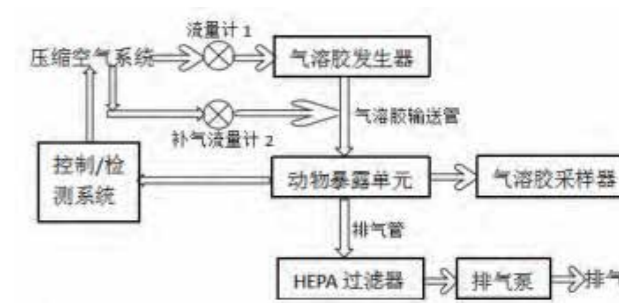 流量计 1
压缩空气系统
气溶胶发生器
气溶胶输送管
补气流量计 2
控制/检
测系统
动物暴露单元
气溶胶采样器
排气管
HEPA 过滤器
排气泵
排气